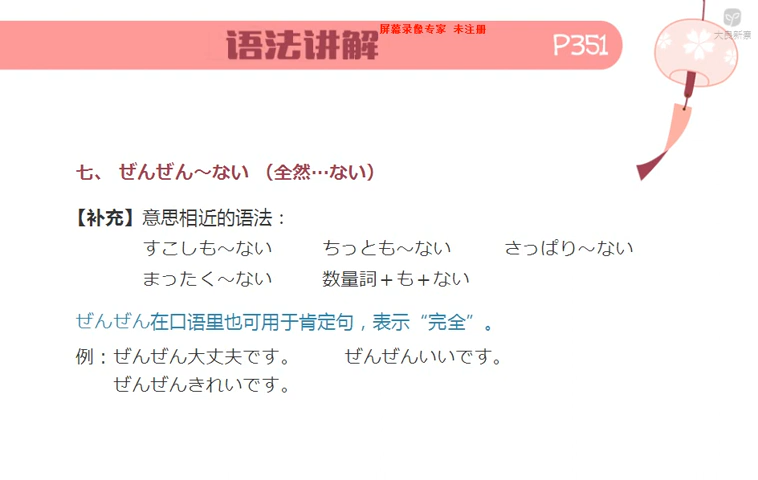 屏幕录像专家 未注册
语法讲解 P351
大良新景
七、 ぜんぜん～ない （全然…ない）
【补充】意思相近的语法：
すこしも～ない ちっとも～ない さっぱり～ない
まったく～ない 数量詞＋も＋ない
ぜんぜん在口语里也可用于肯定句，表示“完全”。
例：ぜんぜん大丈夫です。 ぜんぜんいいです。
ぜんぜんきれいです。